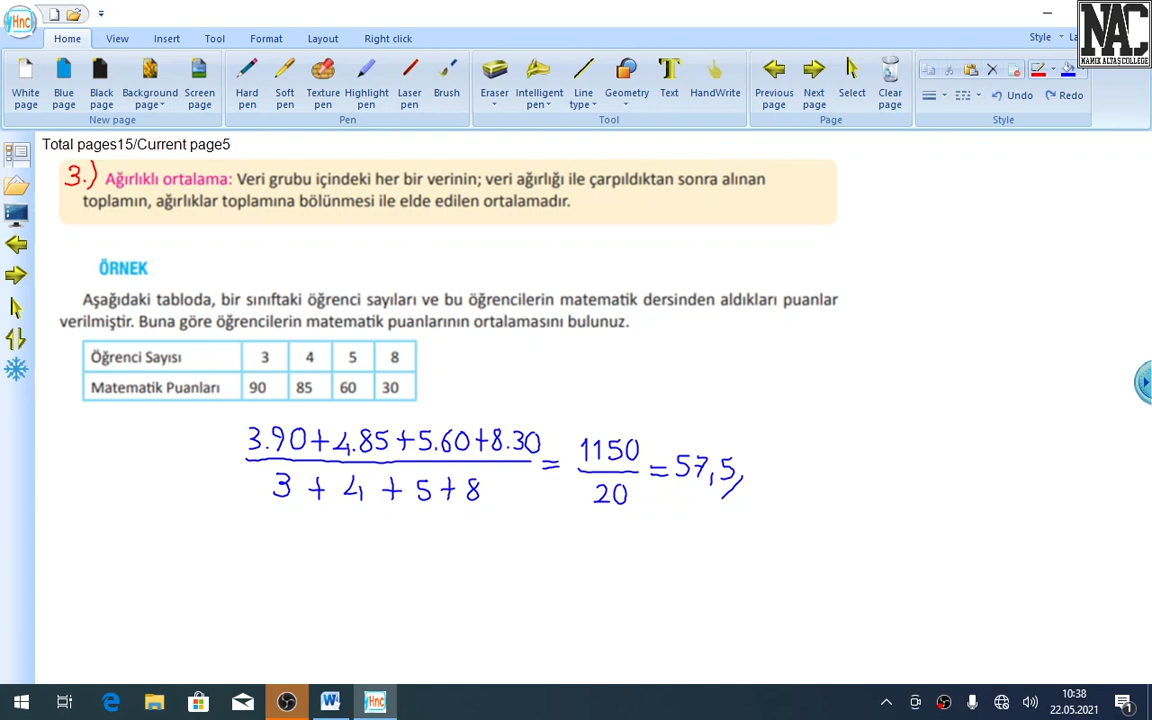 Hnc
NAC
NAMIK ALTAS COLLEGE
Home View Insert Tool Format Layout Right click Style
White page Blue page Black page Background page Screen page
Hard pen Soft pen Texture pen Highlight pen Laser pen Brush
Eraser Intelligent pen Line type Geometry Text HandWrite
Previous page Next page Select Clear page
Undo Redo
New page Pen Tool Page Style
Total pages15/Current page5
3.) Ağırlıklı ortalama: Veri grubu içindeki her bir verinin; veri ağırlığı ile çarpıldıktan sonra alınan
toplamın, ağırlıklar toplamına bölünmesi ile elde edilen ortalamadır.
ÖRNEK
Aşağıdaki tabloda, bir sınıftaki öğrenci sayıları ve bu öğrencilerin matematik dersinden aldıkları puanlar
verilmiştir. Buna göre öğrencilerin matematik puanlarının ortalamasını bulunuz.
Öğrenci Sayısı 3 4 5 8
Matematik Puanları 90 85 60 30
3.90+4.85+5.60+8.30
3 + 4 + 5 + 8
= 1150
20
= 57,5
Hnc
10:38
22.05.2021
1